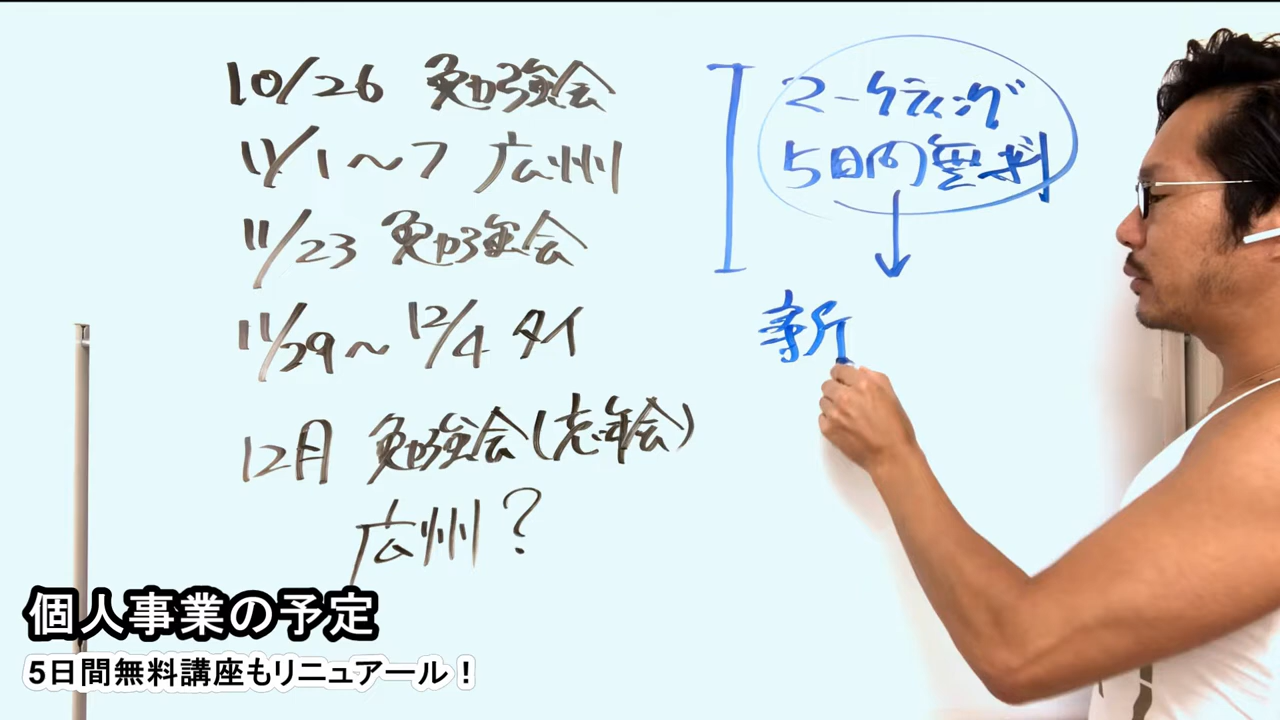 10/26 勉強会
11/1〜7 広州
11/23 勉強会
11/29〜12/4 タイ
12月 勉強会(忘年会)
広州?
マーケティング
5日間無料
新
個人事業の予定
5日間無料講座もリニュアール!